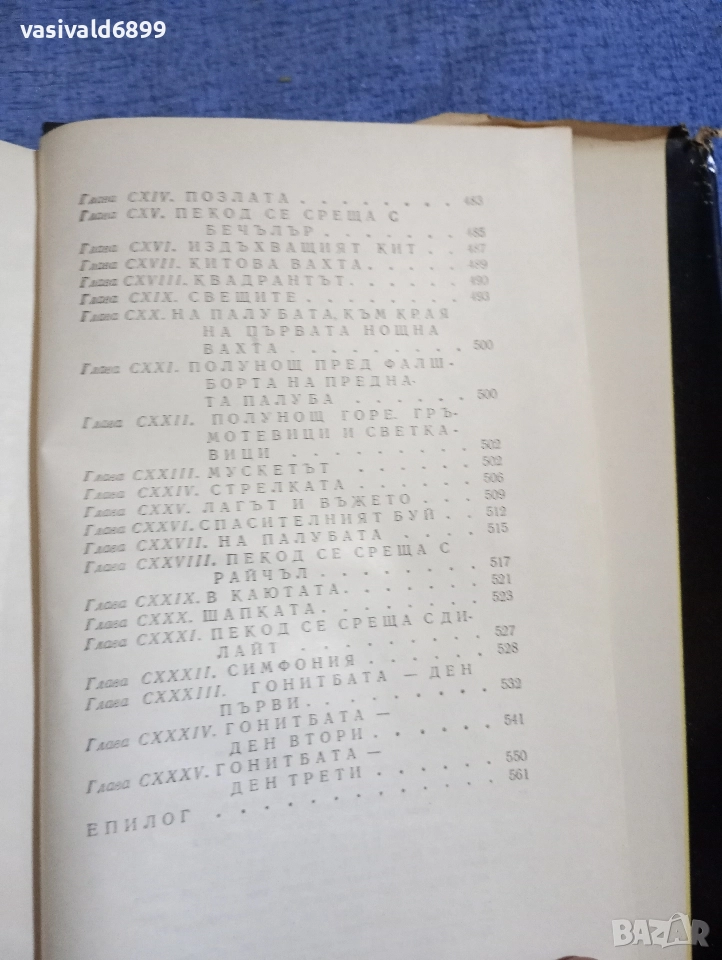 vasivald6899
Глава CXIV. ПОЗЛАТА . . . . . . . . 483
Глава CXV. ПЕКОД СЕ СРЕЩА С
БЕЧЪЛЪР . . . . . . . 485
Глава CXVI. ИЗДЪХВАЩИЯТ КИТ . . 487
Глава CXVII. КИТОВА ВАХТА . . . . . 489
Глава CXVIII. КВАДРАНТЪТ . . . . . . 490
Глава CXIX. СВЕЩИТЕ . . . . . . . . 493
Глава CXX. НА ПАЛУБАТА, КЪМ КРАЯ
НА ПЪРВАТА НОЩНА
ВАХТА . . . . . . . . 500
Глава CXXI. ПОЛУНОЩ ПРЕД ФАЛШ-
БОРТА НА ПРЕДНА-
ТА ПАЛУБА . . . . . . 500
Глава CXXII. ПОЛУНОЩ ГОРЕ. ГРЪ-
МОТЕВИЦИ И СВЕТКА-
ВИЦИ . . . . . . . . 502
Глава CXXIII. МУСКЕТЪТ . . . . . . . 502
Глава CXXIV. СТРЕЛКАТА . . . . . . 506
Глава CXXV. ЛАГЪТ И ВЪЖЕТО . . . 509
Глава CXXVI. СПАСИТЕЛНИЯТ БУЙ . . 512
Глава CXXVII. НА ПАЛУБАТА . . . . 515
Глава CXXVIII. ПЕКОД СЕ СРЕЩА С
РАЙЧЪЛ . . . . . . . 517
Глава CXXIX. В КАЮТАТА . . . . . . 521
Глава CXXX. ШАПКАТА . . . . . . . . 523
Глава CXXXI. ПЕКОД СЕ СРЕЩА С ДИ-
ЛАЙТ . . . . . . . . 527
Глава CXXXII. СИМФОНИЯ . . . . . . 528
Глава CXXXIII. ГОНИТБАТА — ДЕН
ПЪРВИ . . . . . . . . 532
Глава CXXXIV. ГОНИТБАТА —
ДЕН ВТОРИ . . . . . . 541
Глава CXXXV. ГОНИТБАТА —
ДЕН ТРЕТИ . . . . . . 550
ЕПИЛОГ . . . . . . . . . . . . 561
BAZAR